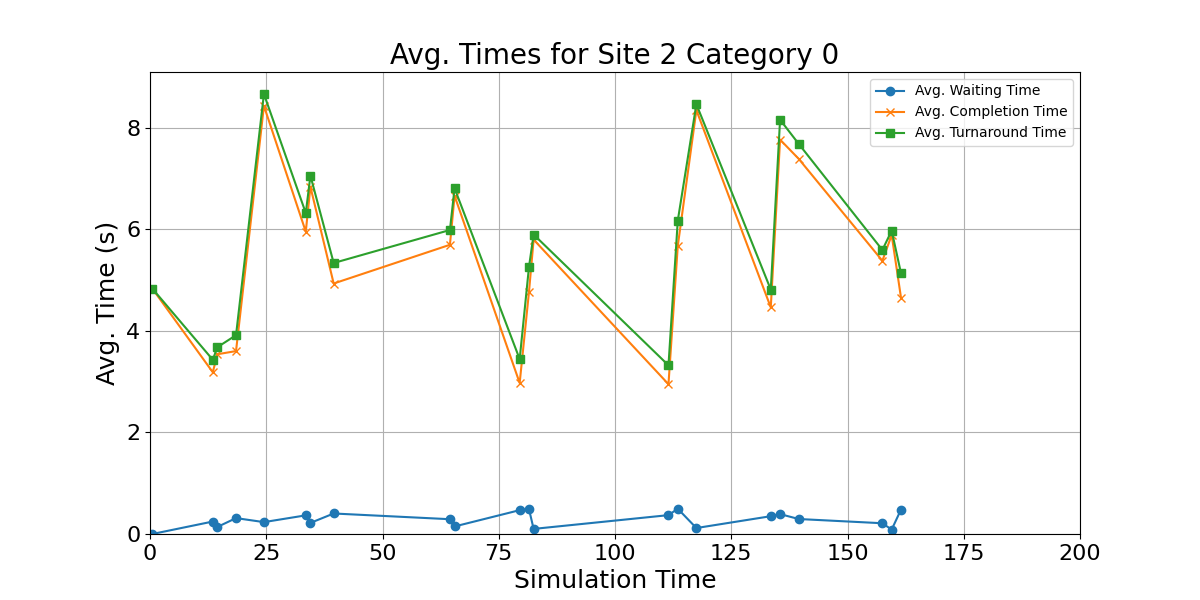 Avg. Times for Site 2 Category 0
Avg. Waiting Time
Avg. Completion Time
Avg. Turnaround Time
Avg. Time (s)
8
6
4
2
0
0 25 50 75 100 125 150 175 200
Simulation Time